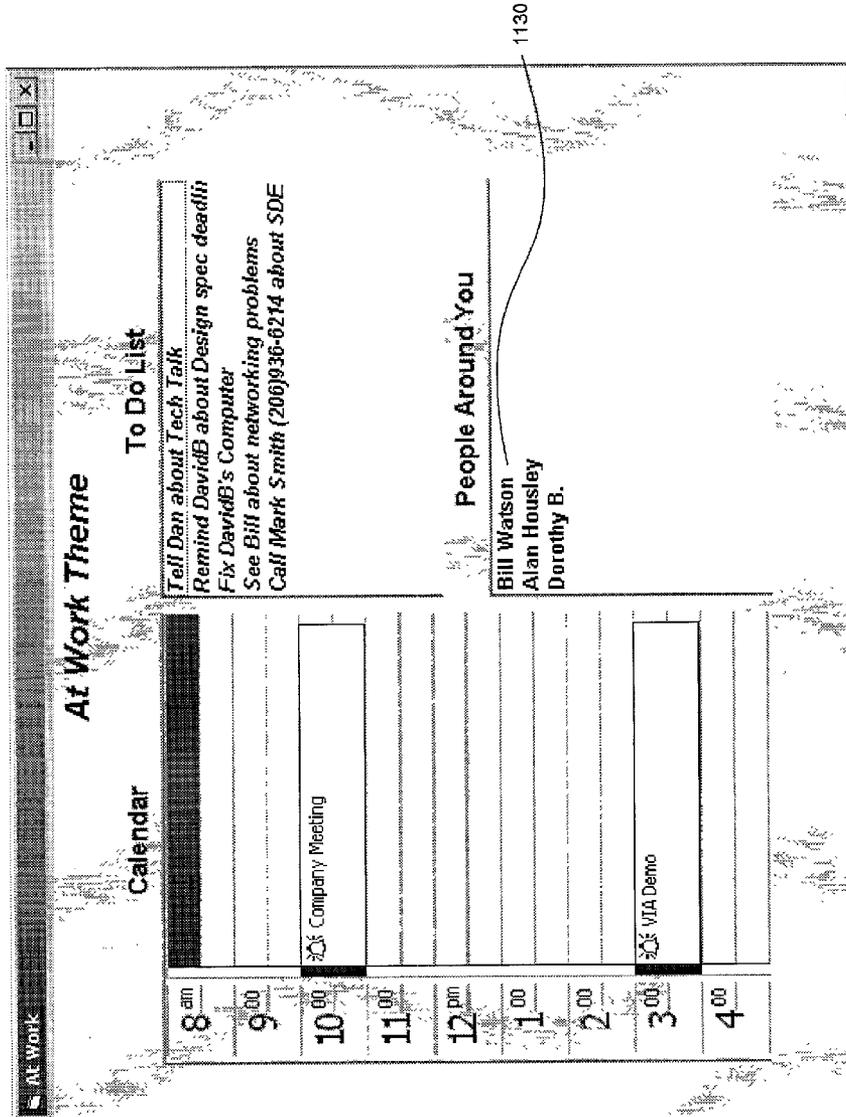 At Work
At Work Theme
Calendar
8 am
9 00
10 00
Company Meeting
11 00
12 pm
1 00
2 00
3 00
VIA Demo
4 00
To Do List
Tell Dan about Tech Talk
Remind DavidB about Design spec deadlin
Fix DavidB's Computer
See Bill about networking problems
Call Mark Smith (206)936-6214 about SDE
People Around You
Bill Watson
Alan Housley
Dorothy B.
1130